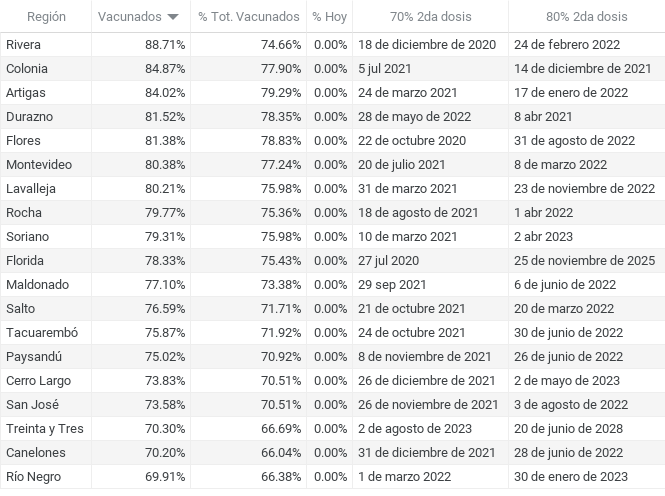 Región Vacunados % Tot. Vacunados % Hoy 70% 2da dosis 80% 2da dosis
Rivera 88.71% 74.66% 0.00% 18 de diciembre de 2020 24 de febrero 2022
Colonia 84.87% 77.90% 0.00% 5 jul 2021 14 de diciembre de 2021
Artigas 84.02% 79.29% 0.00% 24 de marzo 2021 17 de enero de 2022
Durazno 81.52% 78.35% 0.00% 28 de mayo de 2022 8 abr 2021
Flores 81.38% 78.83% 0.00% 22 de octubre 2020 31 de agosto de 2022
Montevideo 80.38% 77.24% 0.00% 20 de julio 2021 8 de marzo 2022
Lavalleja 80.21% 75.98% 0.00% 31 de marzo 2021 23 de noviembre de 2022
Rocha 79.77% 75.36% 0.00% 18 de agosto de 2021 1 abr 2022
Soriano 79.31% 75.98% 0.00% 10 de marzo 2021 2 abr 2023
Florida 78.33% 75.43% 0.00% 27 jul 2020 25 de noviembre de 2025
Maldonado 77.10% 73.38% 0.00% 29 sep 2021 6 de junio de 2022
Salto 76.59% 71.71% 0.00% 21 de octubre 2021 20 de marzo 2022
Tacuarembó 75.87% 71.92% 0.00% 24 de octubre 2021 30 de junio de 2022
Paysandú 75.02% 70.92% 0.00% 8 de noviembre de 2021 26 de junio de 2022
Cerro Largo 73.83% 70.51% 0.00% 26 de diciembre de 2021 2 de mayo de 2023
San José 73.58% 70.51% 0.00% 26 de noviembre de 2021 3 de agosto de 2022
Treinta y Tres 70.30% 66.69% 0.00% 2 de agosto de 2023 20 de junio de 2028
Canelones 70.20% 66.04% 0.00% 31 de diciembre de 2021 28 de junio de 2022
Río Negro 69.91% 66.38% 0.00% 1 de marzo 2022 30 de enero de 2023